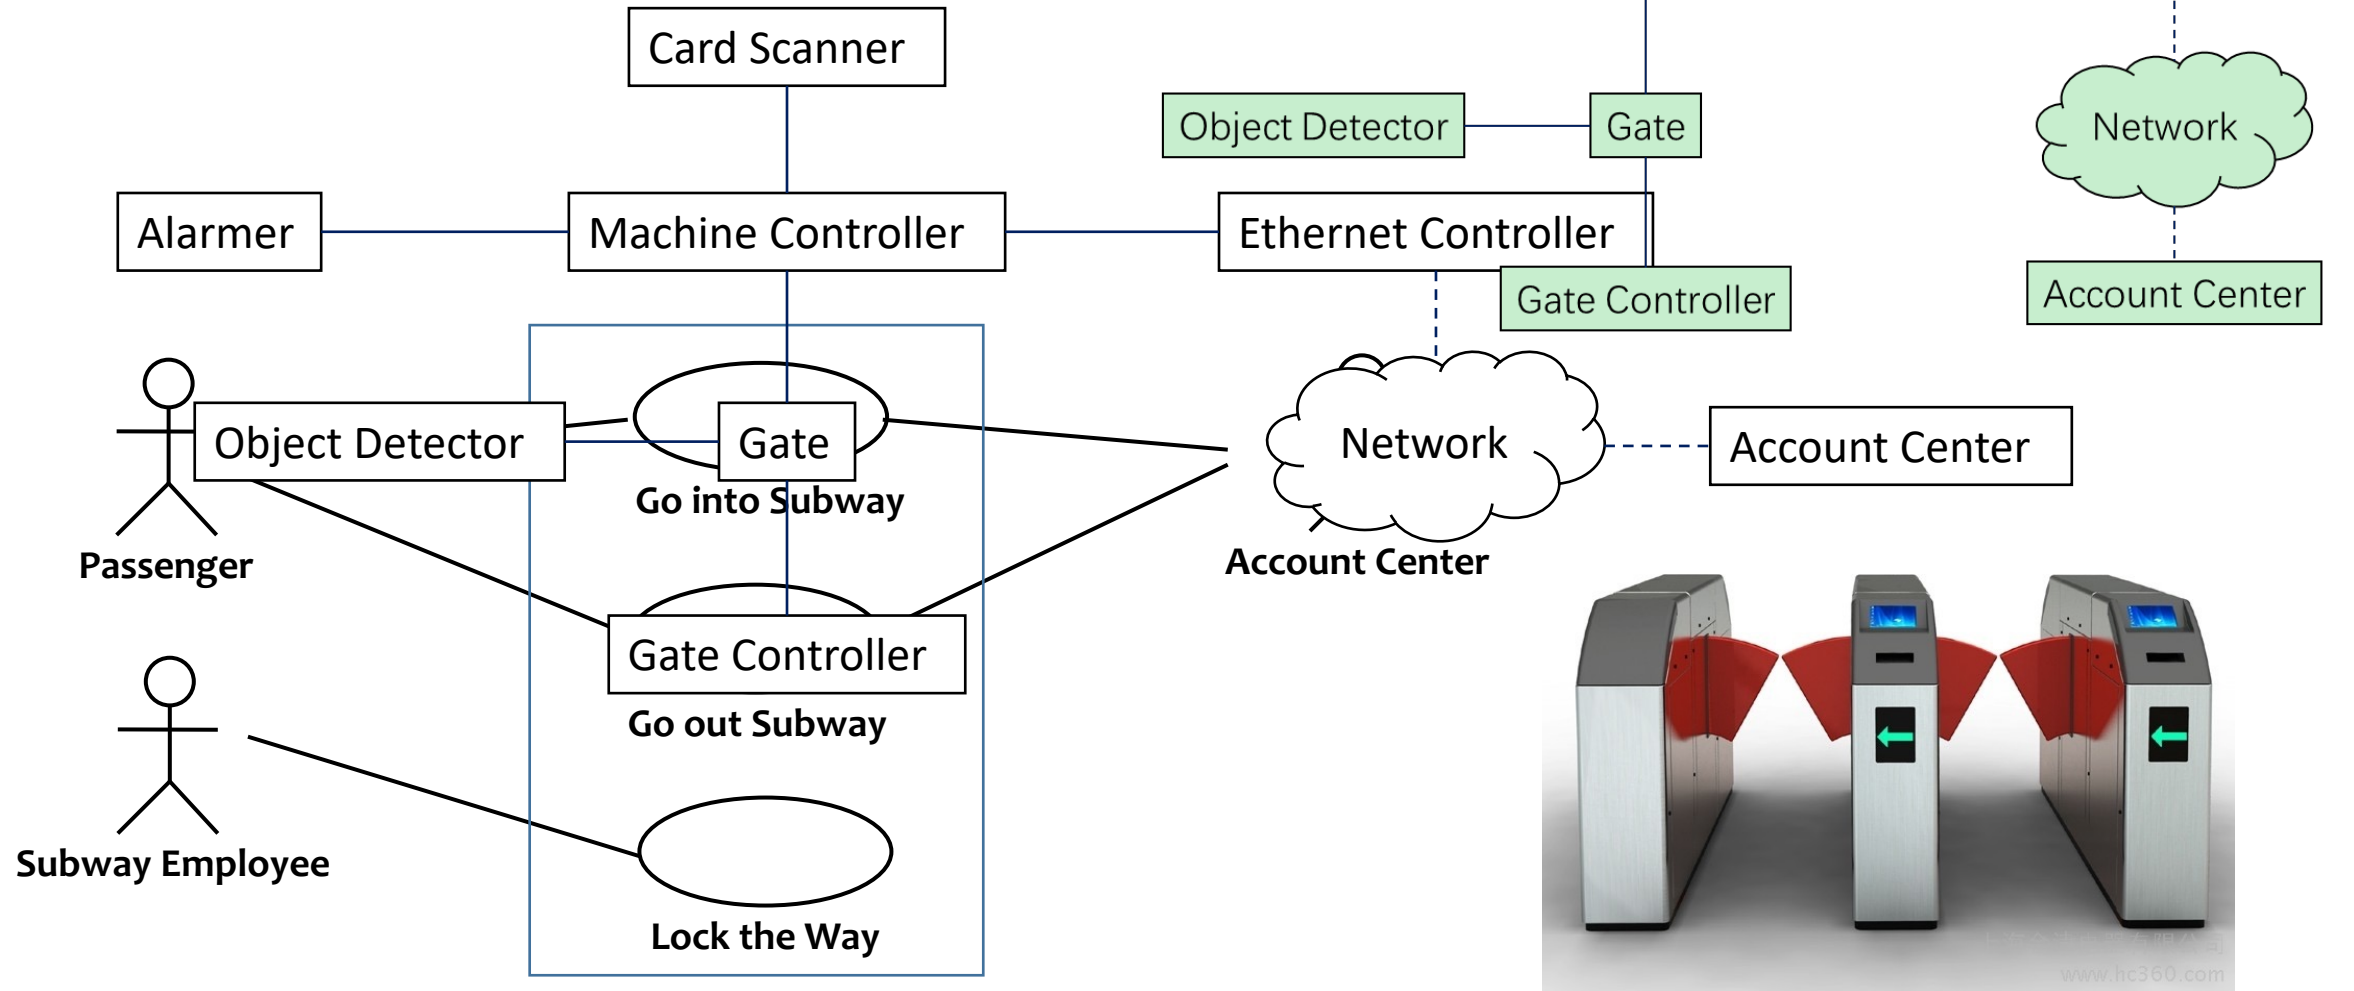 Card Scanner
Object Detector
Gate
Network
Alarmer
Machine Controller
Ethernet Controller
Gate Controller
Account Center
Object Detector
Gate
Network
Account Center
Go into Subway
Passenger
Account Center
Gate Controller
Go out Subway
Subway Employee
Lock the Way
www.hc360.com